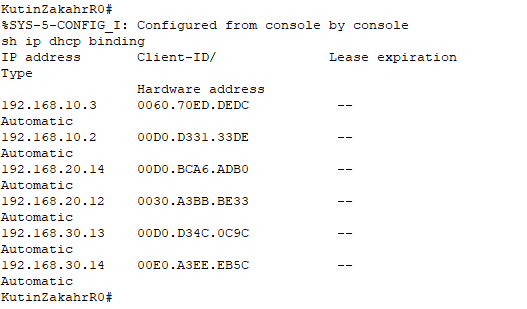 KutinZakahrR0#
%SYS-5-CONFIG_I: Configured from console by console
sh ip dhcp binding
IP address       Client-ID/              Lease expiration
Type
                 Hardware address
192.168.10.3     0060.70ED.DEDC           --
Automatic
192.168.10.2     00D0.D331.33DE           --
Automatic
192.168.20.14    00D0.BCA6.ADB0           --
Automatic
192.168.20.12    0030.A3BB.BE33           --
Automatic
192.168.30.13    00D0.D34C.0C9C           --
Automatic
192.168.30.14    00E0.A3EE.EB5C           --
Automatic
KutinZakahrR0#